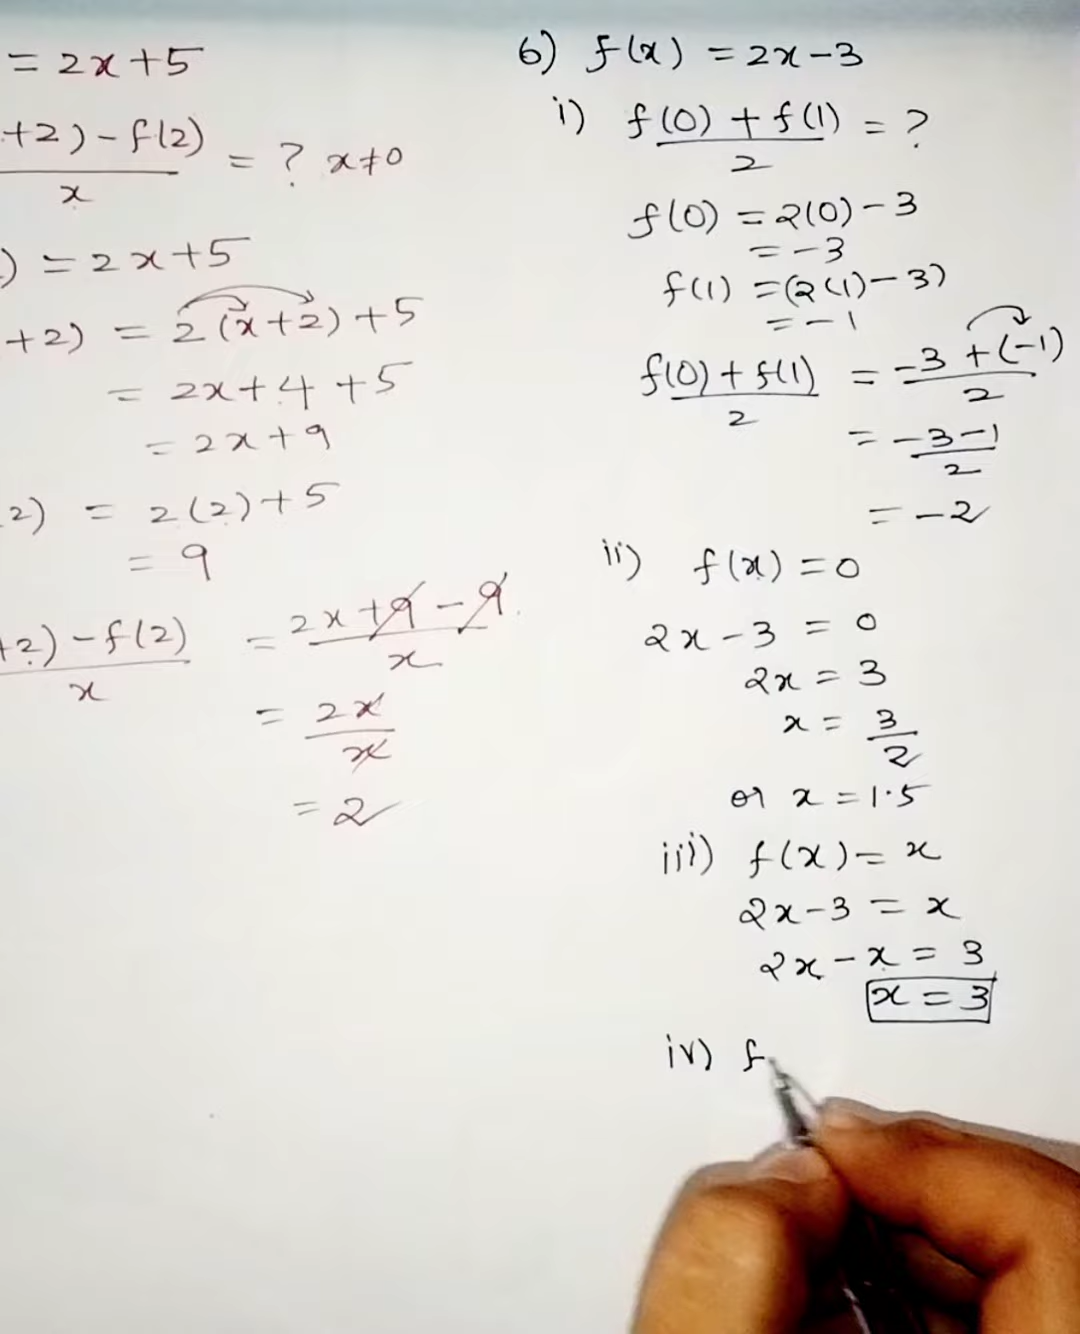 = 2x+5
+2) - f(2)
x
= ? x≠0
) = 2x+5
+2) = 2(x+2)+5
= 2x+4+5
= 2x+9
2) = 2(2)+5
= 9
+2) - f(2)
x
= 2x+9-9
x
= 2x
x
= 2
6) f(x) = 2x-3
i) f(0) + f(1) = ?
2
f(0) = 2(0)-3
= -3
f(1) = (2(1)-3)
= -1
f(0) + f(1) = -3 + (-1)
2 2
= -3-1
2
= -2
ii) f(x) = 0
2x-3 = 0
2x = 3
x = 3
2
or x = 1.5
iii) f(x) = x
2x-3 = x
2x-x = 3
x = 3
iv) f